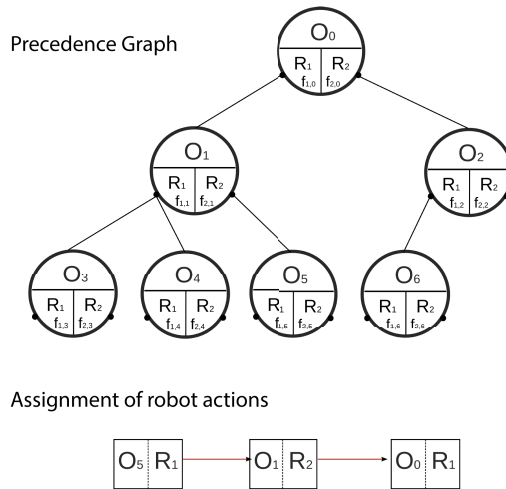 Precedence Graph
O0
R1 R2
f1,0 f2,0
O1
R1 R2
f1,1 f2,1
O2
R1 R2
f1,2 f2,2
O3
R1 R2
f1,3 f2,3
O4
R1 R2
f1,4 f2,4
O5
R1 R2
f1,5 f2,5
O6
R1 R2
f1,6 f2,6
Assignment of robot actions
O5 R1
O1 R2
O0 R1